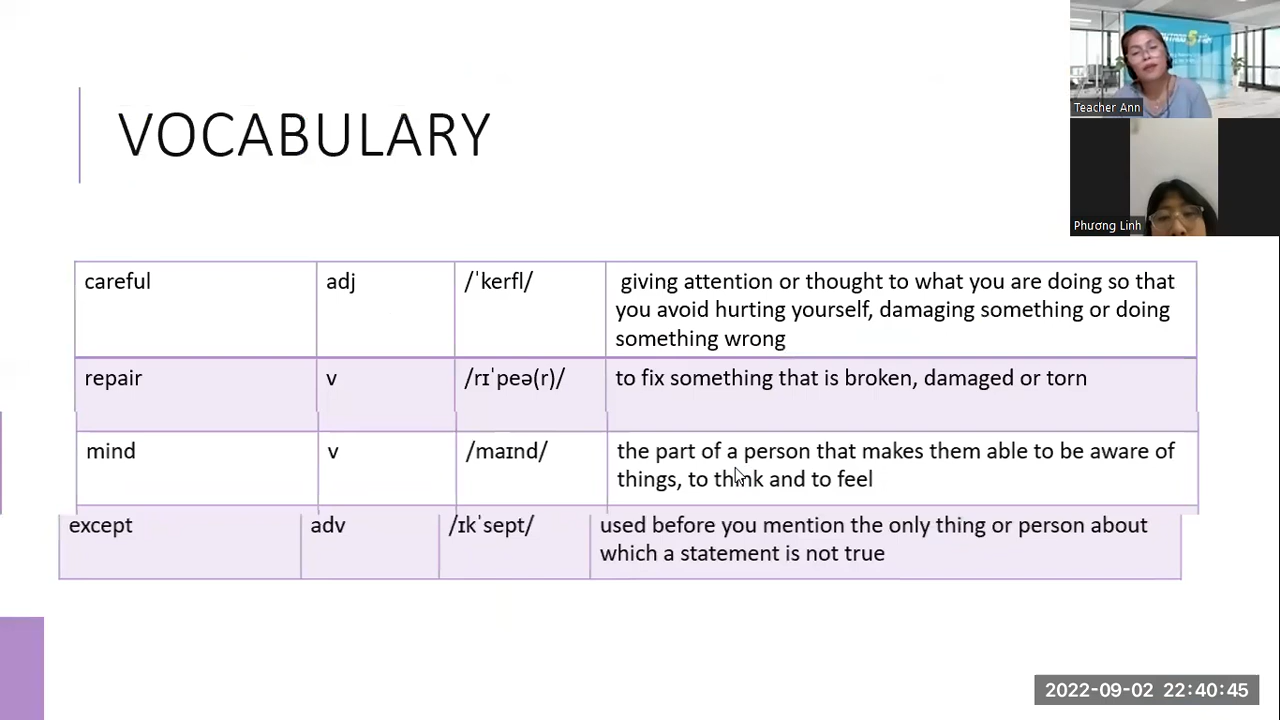 VOCABULARY
Teacher Ann
Phương Linh
careful adj /ˈkerfl/ giving attention or thought to what you are doing so that
you avoid hurting yourself, damaging something or doing
something wrong
repair v /rɪˈpeə(r)/ to fix something that is broken, damaged or torn
mind v /maɪnd/ the part of a person that makes them able to be aware of
things, to think and to feel
except adv /ɪkˈsept/ used before you mention the only thing or person about
which a statement is not true
2022-09-02 22:40:45